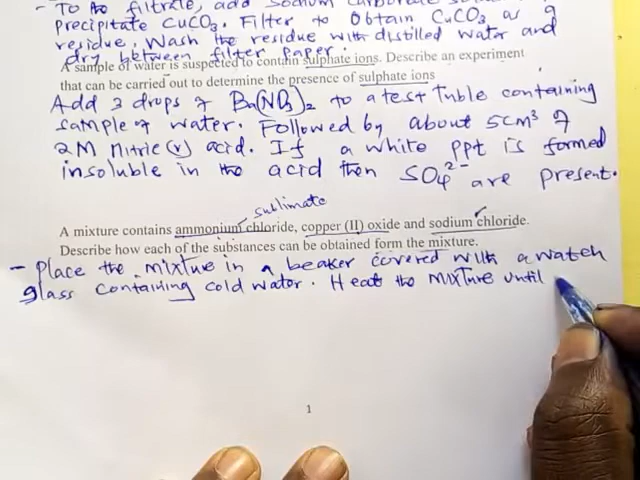 - To the filtrate, add sodium carbonate
precipitate CuCO3. Filter to obtain CuCO3 as a
residue. Wash the residue with distilled water and
dry between filter paper.
A sample of water is suspected to contain sulphate ions. Describe an experiment
that can be carried out to determine the presence of sulphate ions
Add 3 drops of Ba(NO3)2 to a test tube containing
sample of water. Followed by about 5cm³ of
2M nitric (v) acid. If a white ppt is formed
insoluble in the acid then SO4²⁻ are present.
sublimate
A mixture contains ammonium chloride, copper (II) oxide and sodium chloride.
Describe how each of the substances can be obtained form the mixture.
- Place the mixture in a beaker covered with a watch
glass containing cold water. Heat the mixture until
1